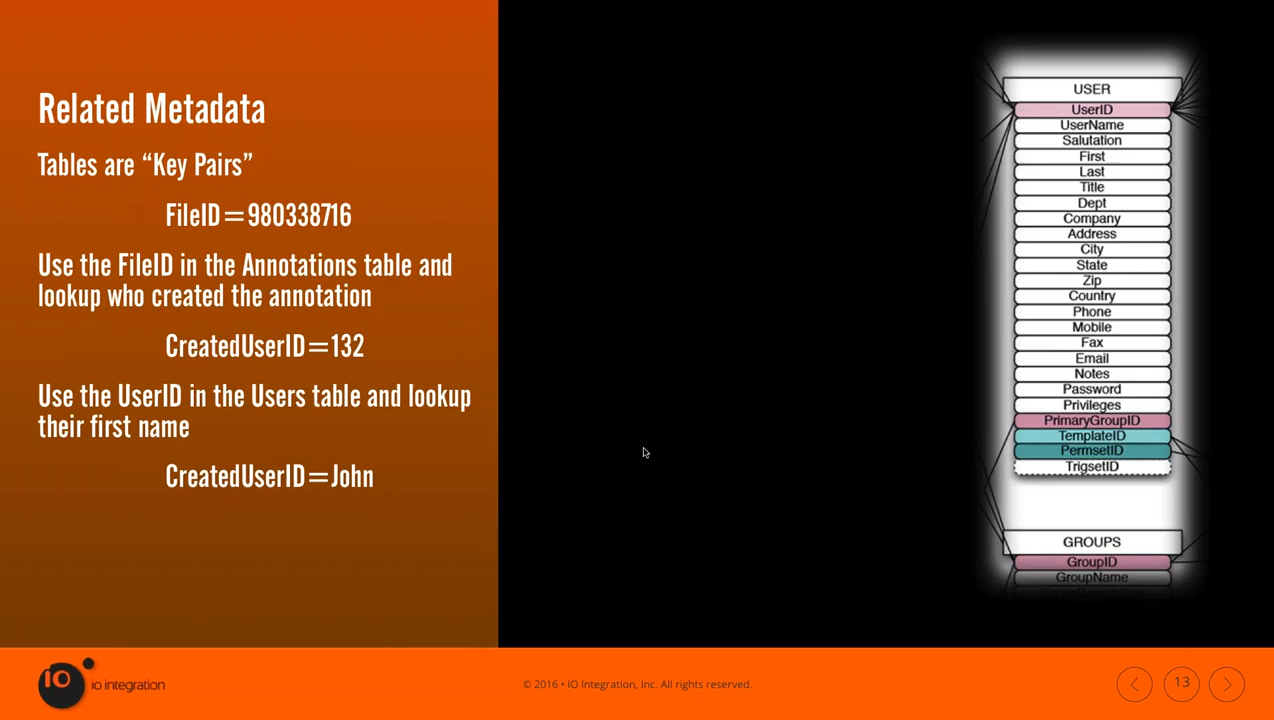 Related Metadata
Tables are “Key Pairs”
FileID=980338716
Use the FileID in the Annotations table and
lookup who created the annotation
CreatedUserID=132
Use the UserID in the Users table and lookup
their first name
CreatedUserID=John
USER
UserID
UserName
Salutation
First
Last
Title
Dept
Company
Address
City
State
Zip
Country
Phone
Mobile
Fax
Email
Notes
Password
Privileges
PrimaryGroupID
TemplateID
PermsetID
TrigsetID
GROUPS
GroupID
GroupName
IO
io integration
© 2016 • IO Integration, Inc. All rights reserved.
13